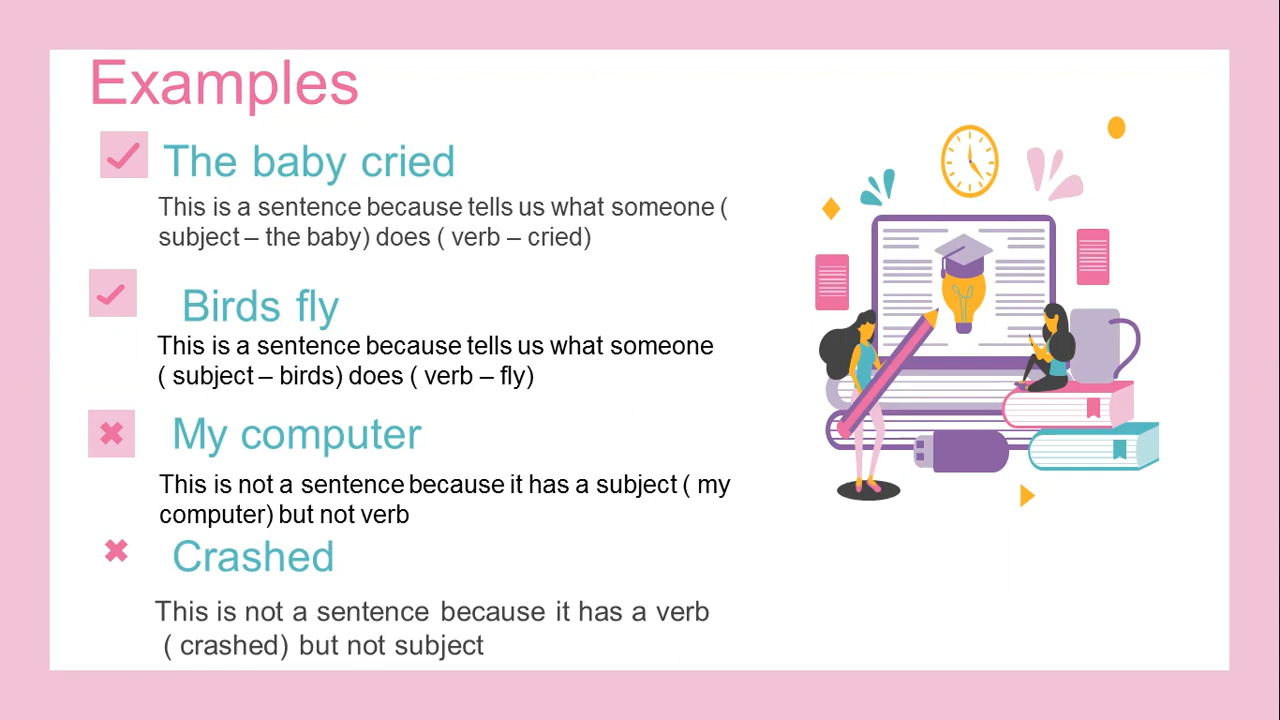 Examples
The baby cried
This is a sentence because tells us what someone (
subject – the baby) does ( verb – cried)
Birds fly
This is a sentence because tells us what someone
( subject – birds) does ( verb – fly)
My computer
This is not a sentence because it has a subject ( my
computer) but not verb
Crashed
This is not a sentence because it has a verb
( crashed) but not subject